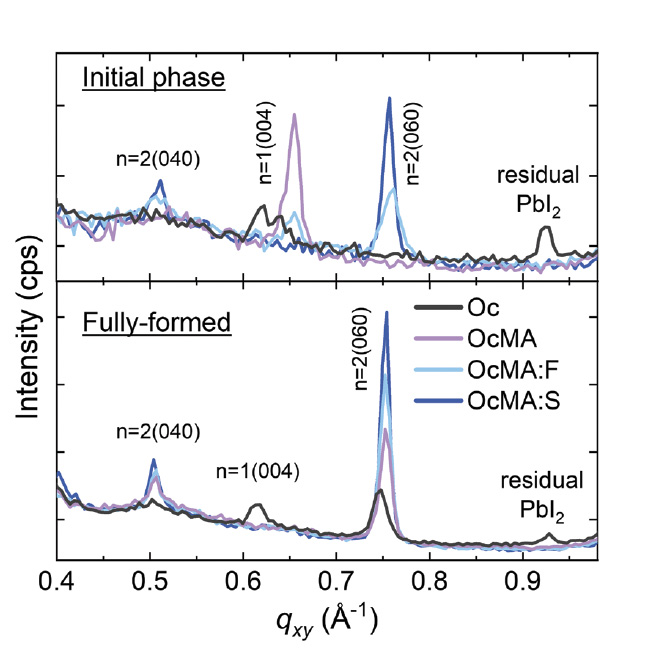 Initial phase
n=2(040)
n=1(004)
n=2(060)
residual
PbI₂
Intensity (cps)
Fully-formed
n=2(040)
n=1(004)
n=2(060)
Oc
OcMA
OcMA:F
OcMA:S
residual
PbI₂
0.4 0.5 0.6 0.7 0.8 0.9
qxy (Å⁻¹)